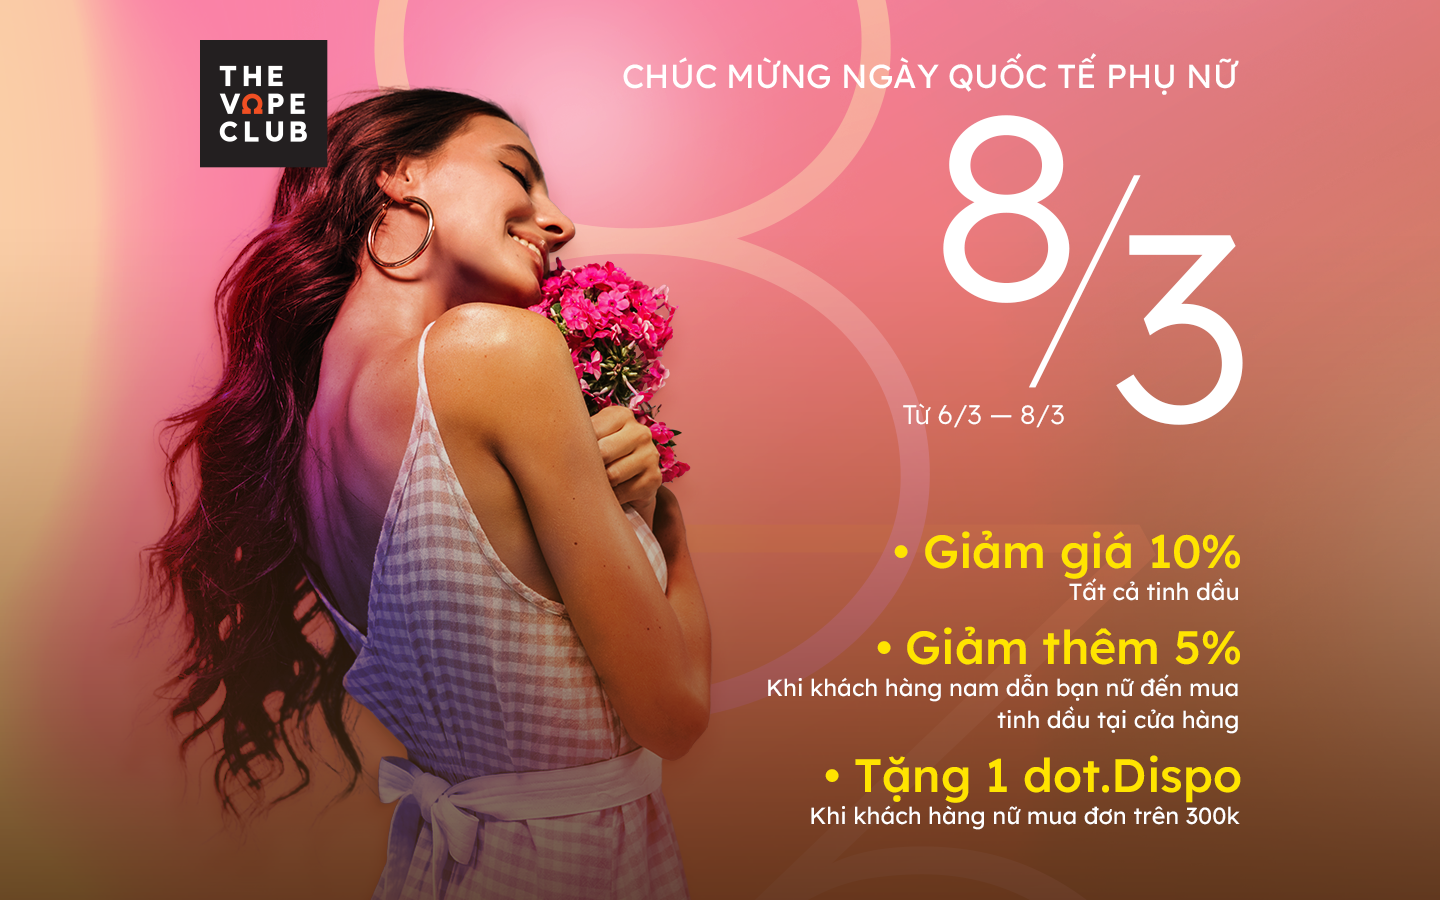 THE
VAPE
CLUB
CHÚC MỪNG NGÀY QUỐC TẾ PHỤ NỮ
8/3
Từ 6/3 — 8/3
• Giảm giá 10%
Tất cả tinh dầu
• Giảm thêm 5%
Khi khách hàng nam dẫn bạn nữ đến mua
tinh dầu tại cửa hàng
• Tặng 1 dot.Dispo
Khi khách hàng nữ mua đơn trên 300k